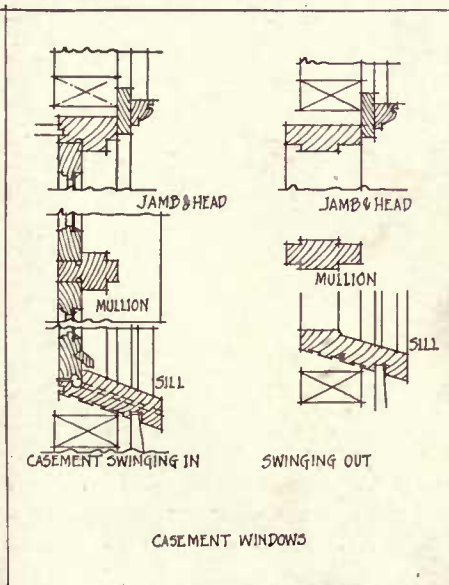 JAMB & HEAD
MULLION
SILL
CASEMENT SWINGING IN
JAMB & HEAD
MULLION
SILL
SWINGING OUT
CASEMENT WINDOWS